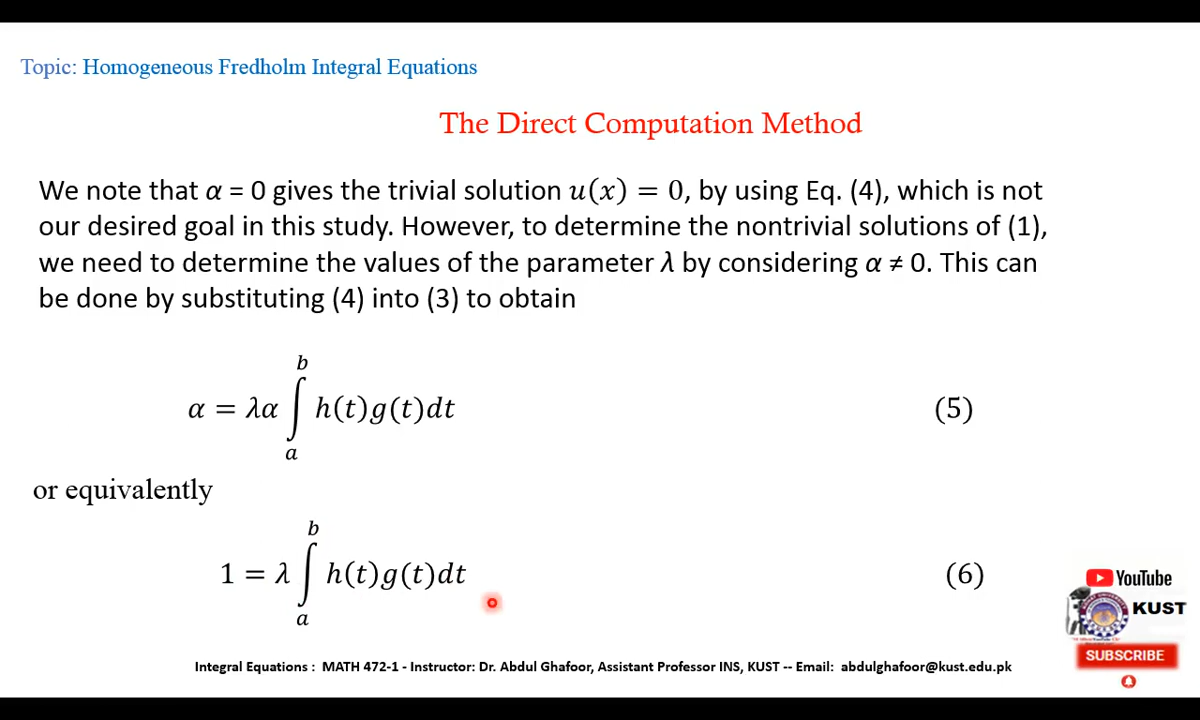 Topic: Homogeneous Fredholm Integral Equations
The Direct Computation Method
We note that α = 0 gives the trivial solution u(x) = 0, by using Eq. (4), which is not
our desired goal in this study. However, to determine the nontrivial solutions of (1),
we need to determine the values of the parameter λ by considering α ≠ 0. This can
be done by substituting (4) into (3) to obtain
α = λα ∫_a^b h(t)g(t)dt (5)
or equivalently
1 = λ ∫_a^b h(t)g(t)dt (6)
YouTube
KUST
SUBSCRIBE
Integral Equations : MATH 472-1 - Instructor: Dr. Abdul Ghafoor, Assistant Professor INS, KUST -- Email: abdulghafoor@kust.edu.pk